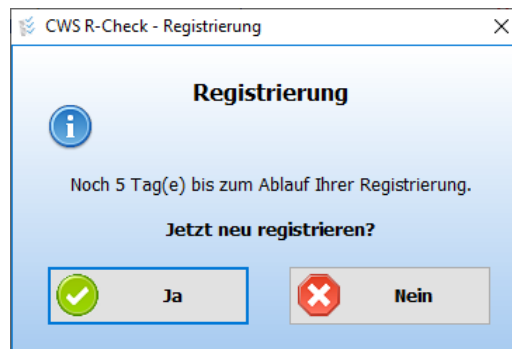 CWS R-Check - Registrierung
Registrierung
Noch 5 Tag(e) bis zum Ablauf Ihrer Registrierung.
Jetzt neu registrieren?
Ja
Nein